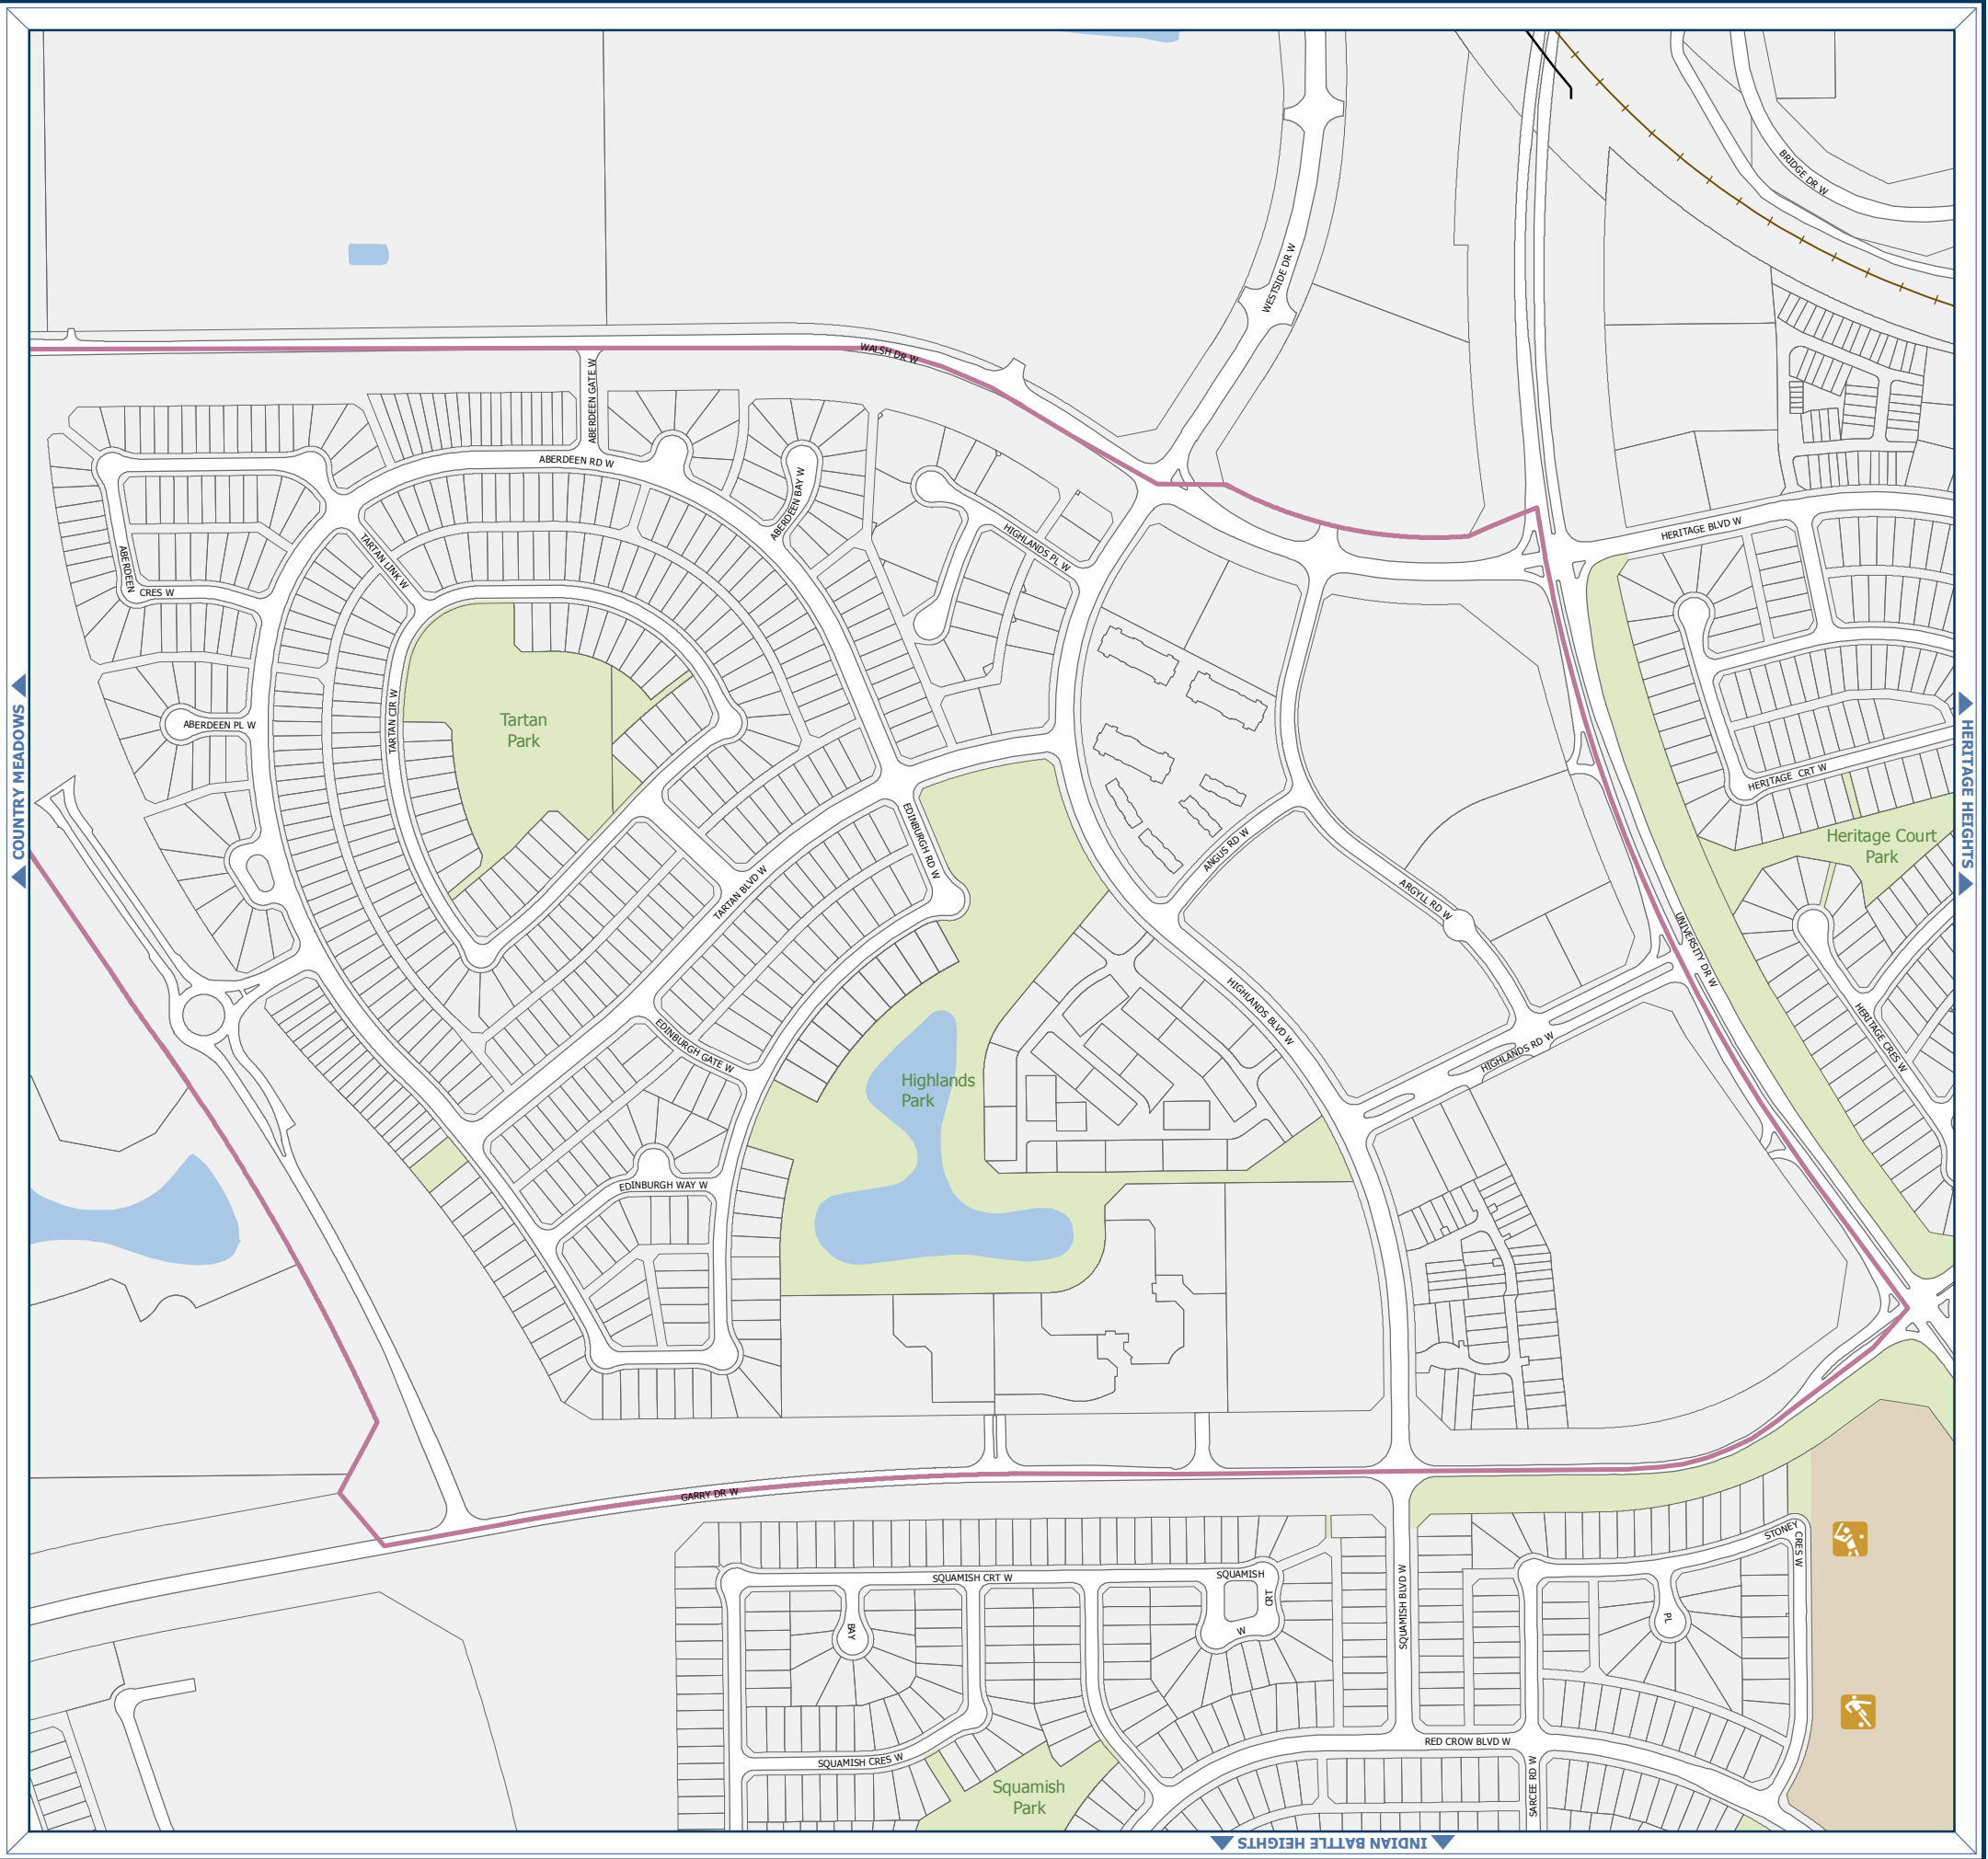 BRIDGE DR W
WESTSIDE DR W
WALSH DR W
ABERDEEN GATE W
ABERDEEN RD W
ABERDEEN BAY W
HIGHLANDS PL W
HERITAGE BLVD W
TARTAN LINK W
ABERDEEN
CRES W
TARTAN CIR W
ABERDEEN PL W
Tartan
Park
COUNTRY MEADOWS
HERITAGE HEIGHTS
HERITAGE CRT W
Heritage Court
Park
EDINBURGH RD W
ANGUS RD W
TARTAN BLVD W
ARGYLL RD W
UNIVERSITY DR W
HIGHLANDS BLVD W
HERITAGE CRES W
EDINBURGH GATE W
HIGHLANDS RD W
Highlands
Park
EDINBURGH WAY W
GARRY DR W
STONEY
CRES W
SQUAMISH CRT W
SQUAMISH
CRT
W
SQUAMISH BLVD W
BAY
PL
RED CROW BLVD W
SQUAMISH CRES W
SARCEE RD W
Squamish
Park
INDIAN BATTLE HEIGHTS